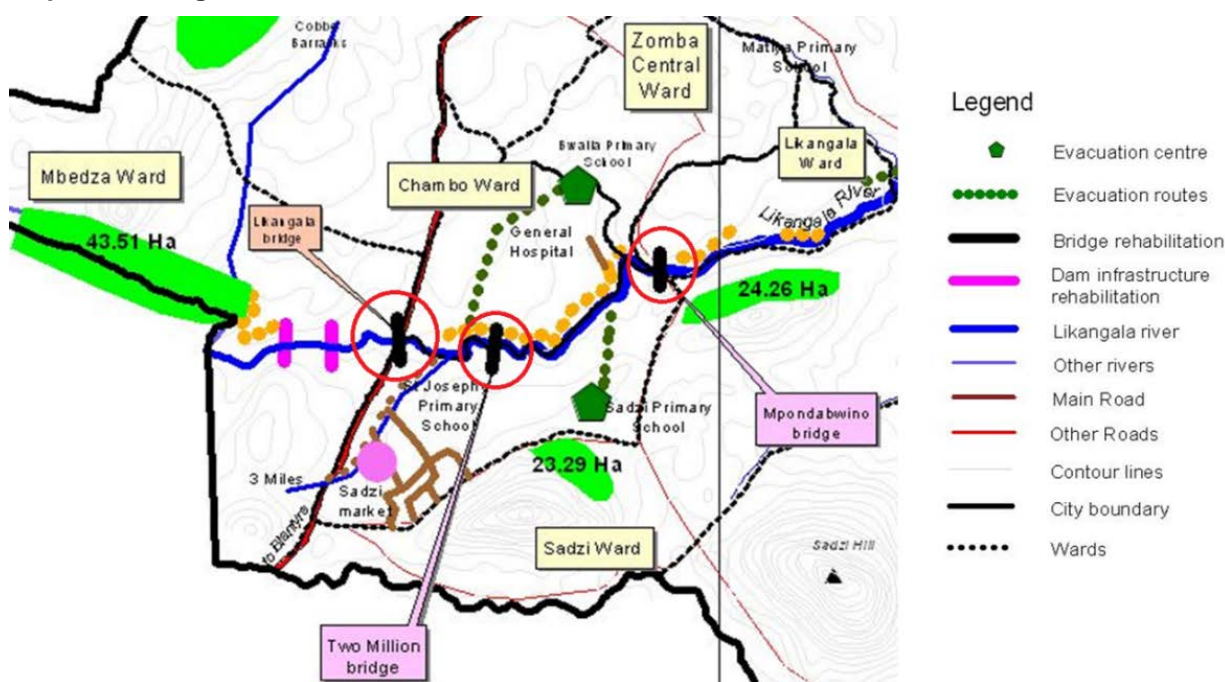 Cobbe
Barracks
Zomba
Central
Ward
Matiya Primary
School
Mbedza Ward
Bwaila Primary
School
Likangala
Ward
Chambo Ward
Likangala
bridge
43.51 Ha
General
Hospital
Likangala River
24.26 Ha
St Joseph
Primary
School
Sadzi Primary
School
Mpondabwino
bridge
3 Miles
Sadzi
market
23.29 Ha
to Blantyre
Sadzi Ward
Sadzi Hill
Two Million
bridge
Legend
Evacuation centre
Evacuation routes
Bridge rehabilitation
Dam infrastructure
rehabilitation
Likangala river
Other rivers
Main Road
Other Roads
Contour lines
City boundary
Wards